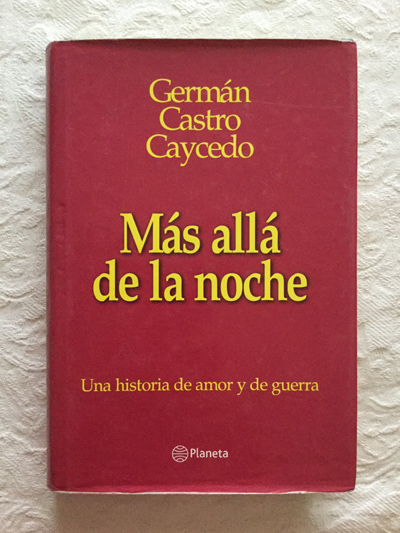 Germán
Castro
Caycedo
Más allá
de la noche
Una historia de amor y de guerra
Planeta